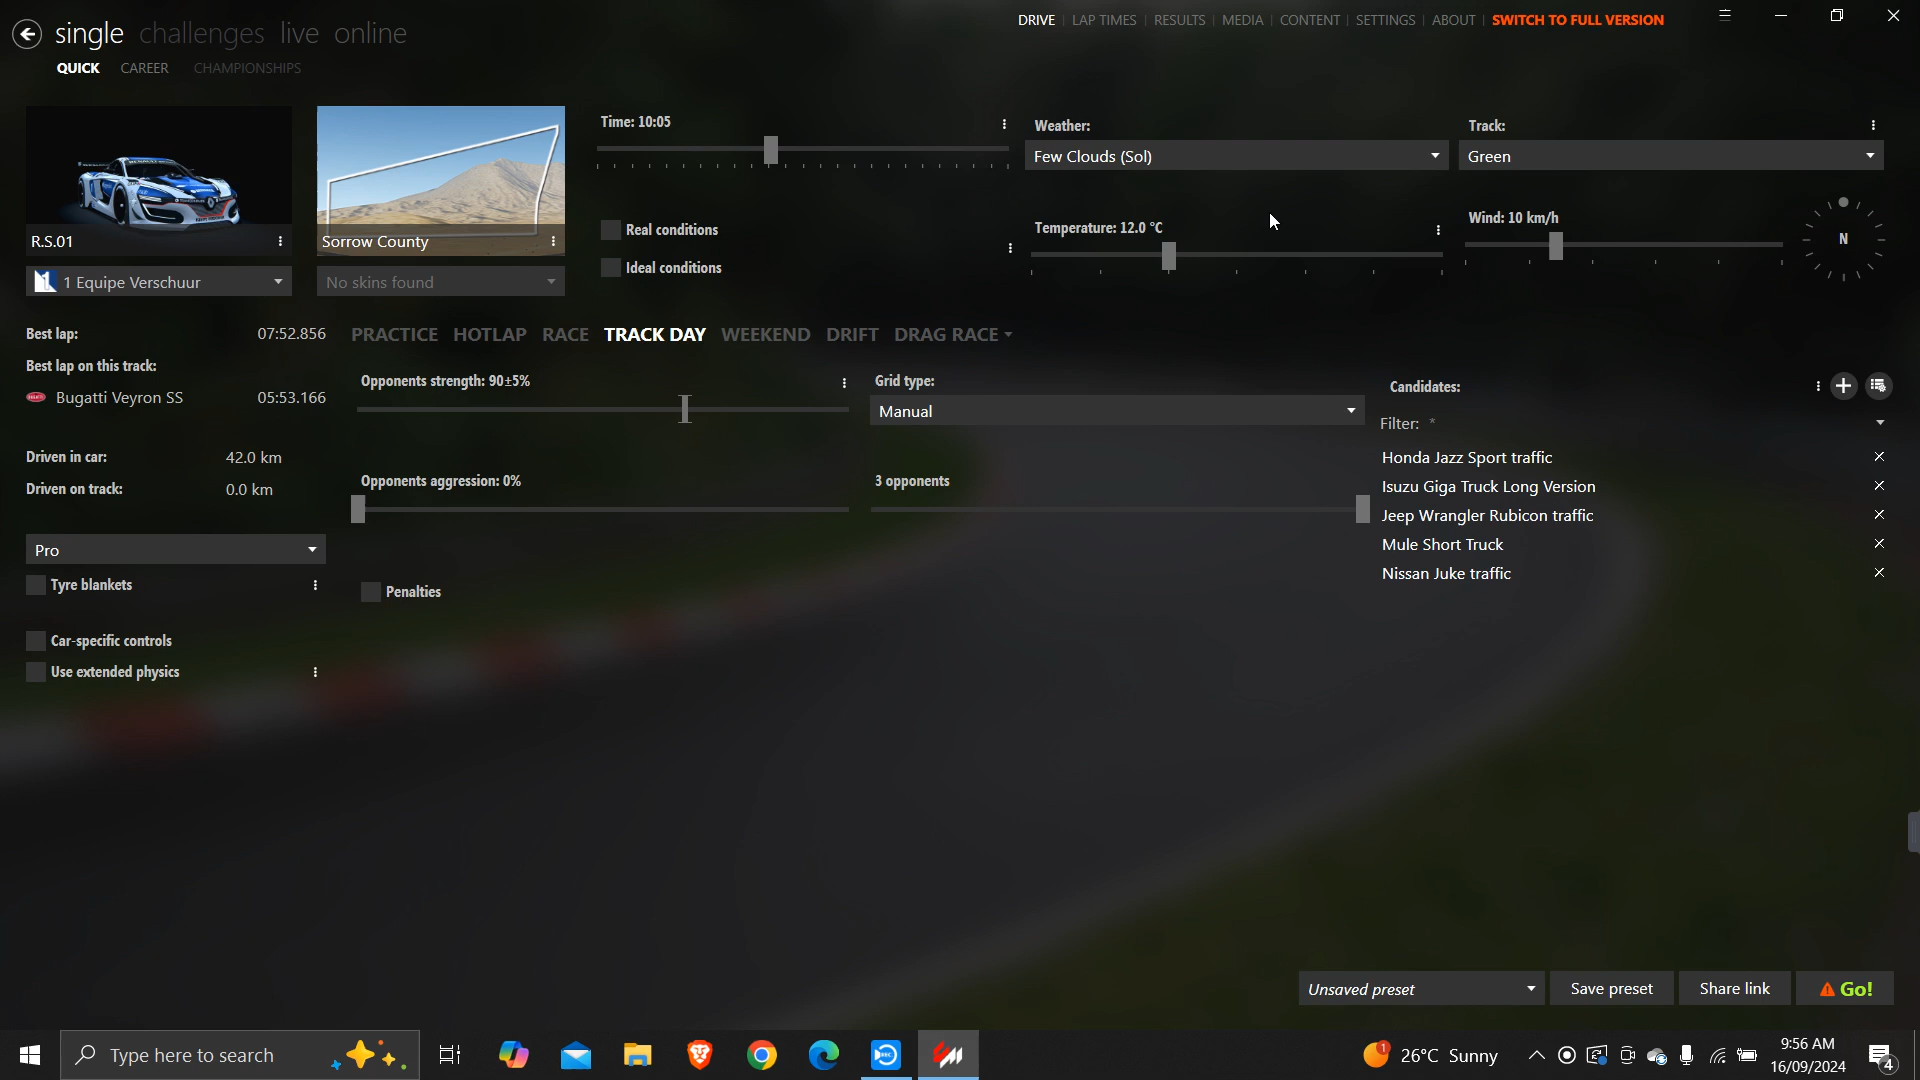 single challenges live online
DRIVE LAP TIMES RESULTS MEDIA CONTENT SETTINGS ABOUT SWITCH TO FULL VERSION
QUICK CAREER CHAMPIONSHIPS
R.S.01
1 Equipe Verschuur
Sorrow County
No skins found
Time: 10:05
Real conditions
Ideal conditions
Weather:
Few Clouds (Sol)
Temperature: 12.0 °C
Track:
Green
Wind: 10 km/h
N
Best lap: 07:52.856
Best lap on this track:
Bugatti Veyron SS 05:53.166
Driven in car: 42.0 km
Driven on track: 0.0 km
Pro
Tyre blankets
Car-specific controls
Use extended physics
PRACTICE HOTLAP RACE TRACK DAY WEEKEND DRIFT DRAG RACE
Opponents strength: 90±5%
Opponents aggression: 0%
Penalties
Grid type:
Manual
3 opponents
Candidates:
Filter: *
Honda Jazz Sport traffic
Isuzu Giga Truck Long Version
Jeep Wrangler Rubicon traffic
Mule Short Truck
Nissan Juke traffic
Unsaved preset Save preset Share link Go!
Type here to search
REC
1
26°C Sunny
9:56 AM
16/09/2024
4